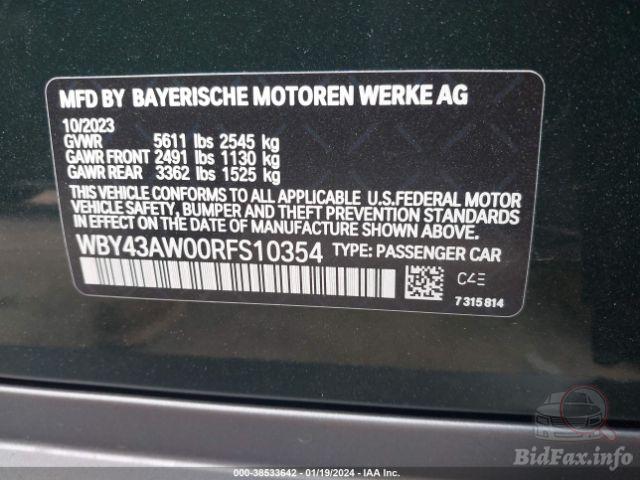 MFD BY BAYERISCHE MOTOREN WERKE AG
10/2023
GVWR 5611 lbs 2545 kg
GAWR FRONT 2491 lbs 1130 kg
GAWR REAR 3362 lbs 1525 kg
THIS VEHICLE CONFORMS TO ALL APPLICABLE U.S.FEDERAL MOTOR
VEHICLE SAFETY, BUMPER AND THEFT PREVENTION STANDARDS
IN EFFECT ON THE DATE OF MANUFACTURE SHOWN ABOVE:
WBY43AW00RFS10354 TYPE: PASSENGER CAR
C4E
7315814
BidFax.info
000-38533642 - 01/19/2024 - IAA Inc.